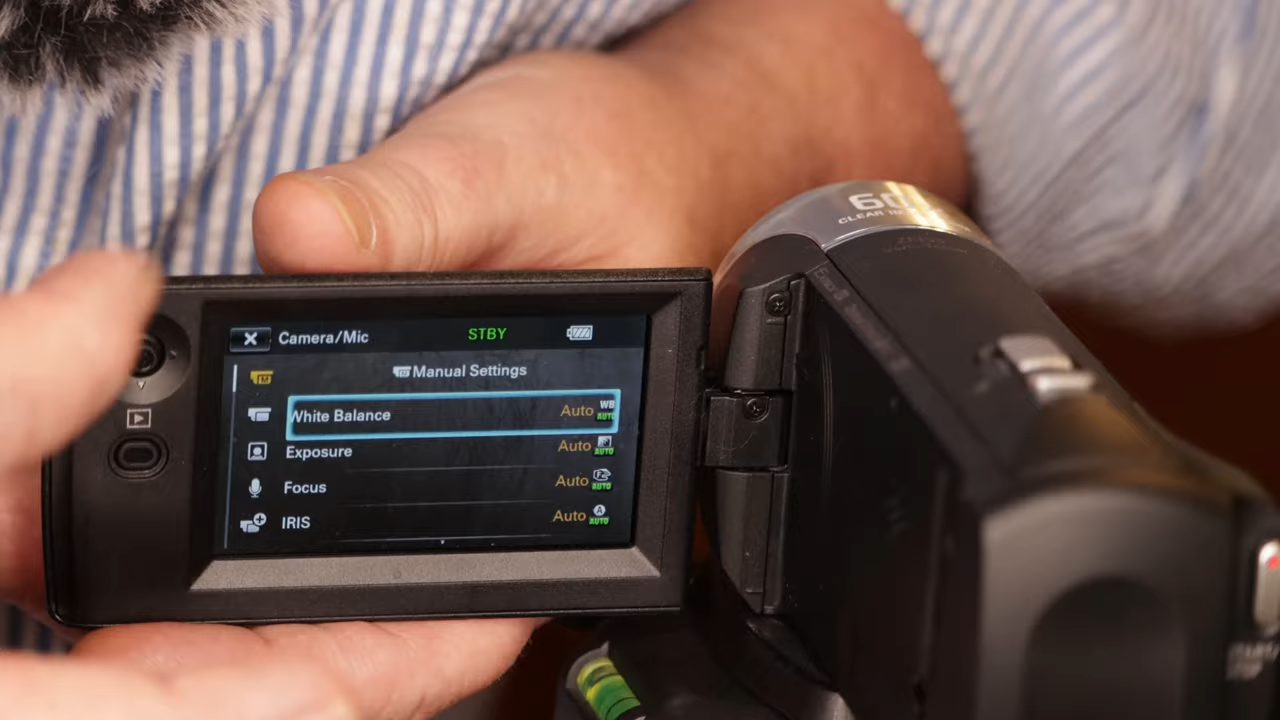 60
CLEAR
ZEISS
Camera/Mic STBY
Manual Settings
White Balance Auto WB AUTO
Exposure Auto AUTO
Focus Auto AUTO
IRIS Auto A AUTO